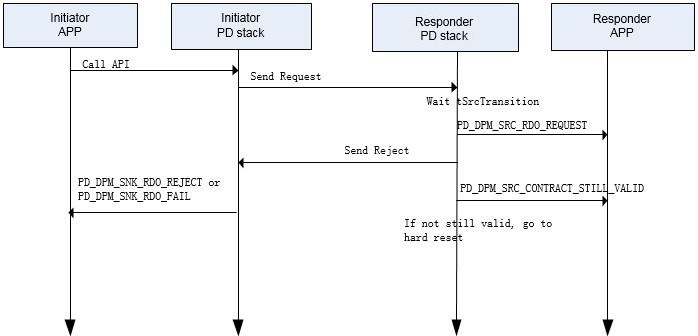 Initiator
APP
Initiator
PD stack
Responder
PD stack
Responder
APP
Call API
Send Request
Wait tSrcTransition
PD_DPM_SRC_RDO_REQUEST
Send Reject
PD_DPM_SNK_RDO_REJECT or
PD_DPM_SNK_RDO_FAIL
PD_DPM_SRC_CONTRACT_STILL_VALID
If not still valid, go to
hard reset